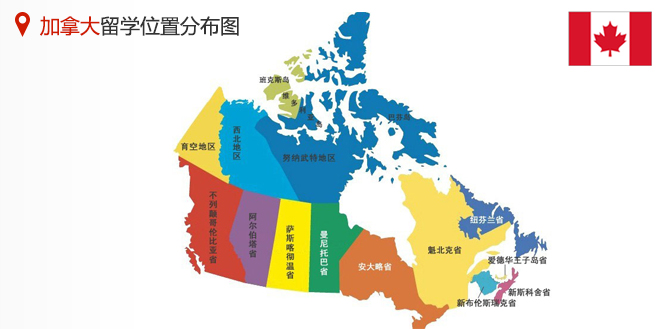 加拿大留学位置分布图
班克斯岛
维多利亚岛
巴芬岛
育空地区
西北地区
努纳武特地区
不列颠哥伦比亚省
阿尔伯塔省
萨斯喀彻温省
曼尼托巴省
安大略省
魁北克省
纽芬兰省
爱德华王子岛省
新斯科舍省
新布伦斯瑞克省